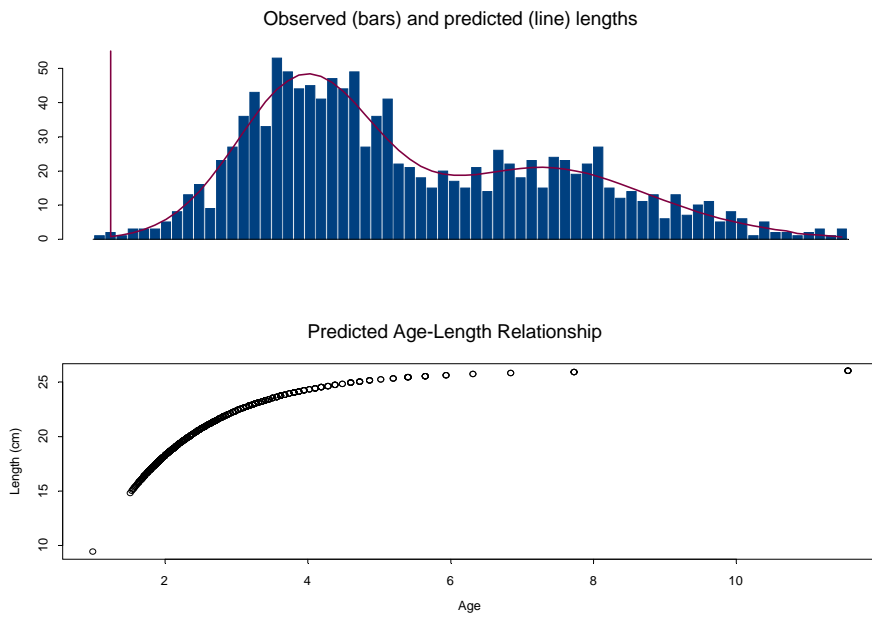 Observed (bars) and predicted (line) lengths
50
40
30
20
10
0
Predicted Age-Length Relationship
25
20
15
10
Length (cm)
2 4 6 8 10
Age